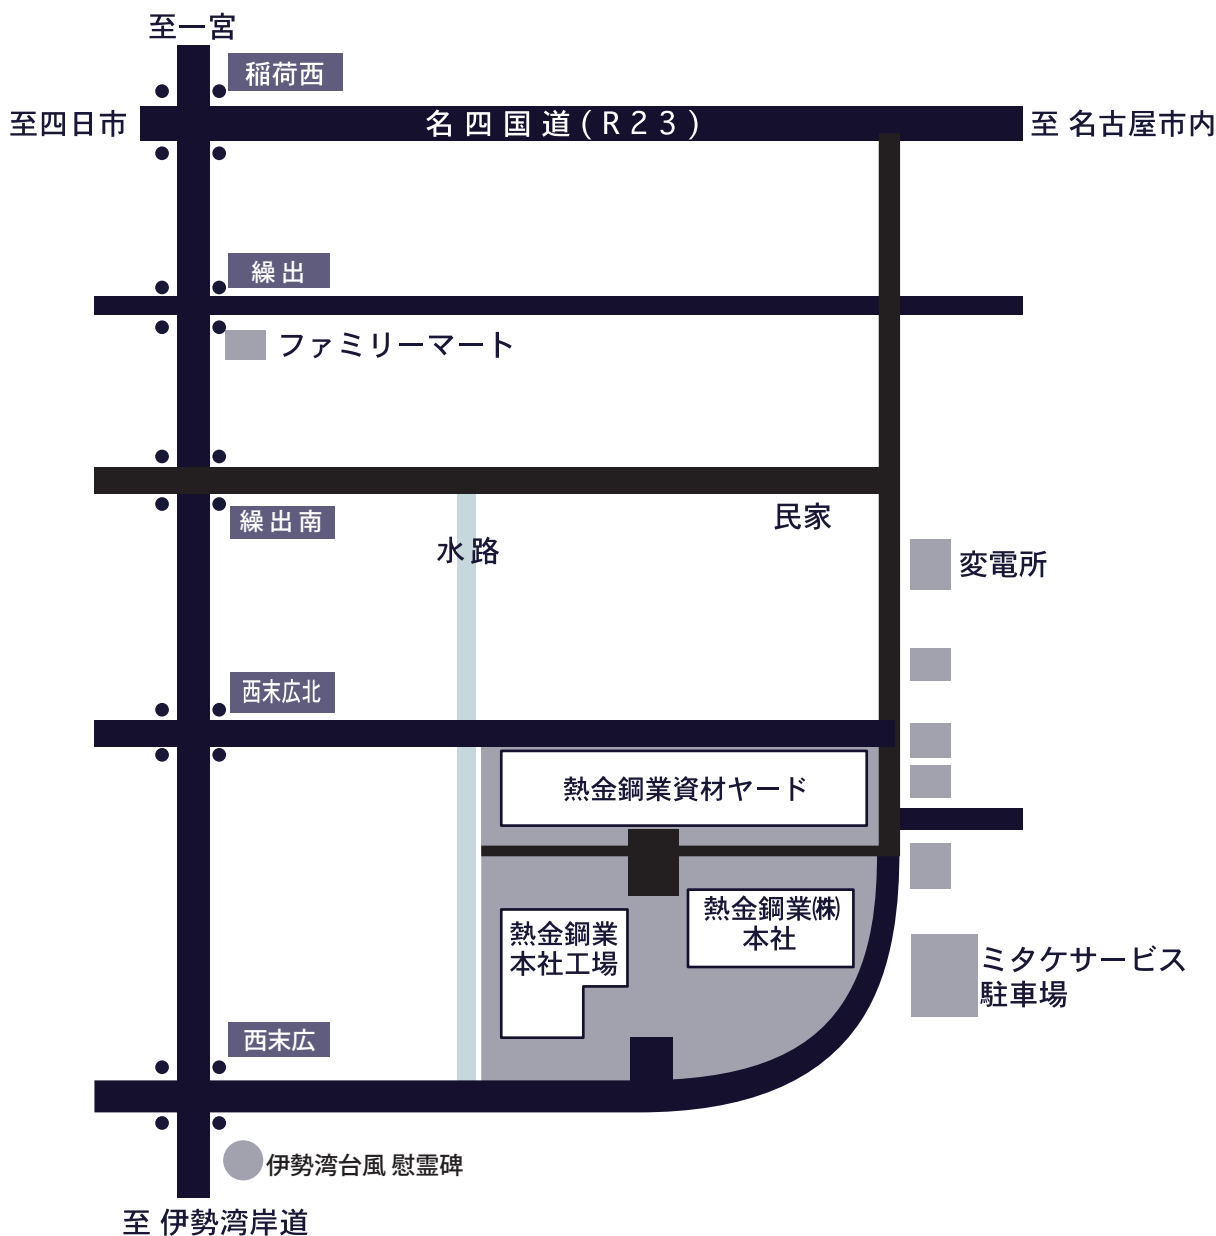 至一宮
稲荷西
至四日市
名四国道(R23)
至 名古屋市内
繰出
ファミリーマート
繰出南
民家
水路
変電所
西末広北
熱金鋼業資材ヤード
熱金鋼業㈱
本社
熱金鋼業
本社工場
ミタケサービス
駐車場
西末広
伊勢湾台風 慰霊碑
至 伊勢湾岸道